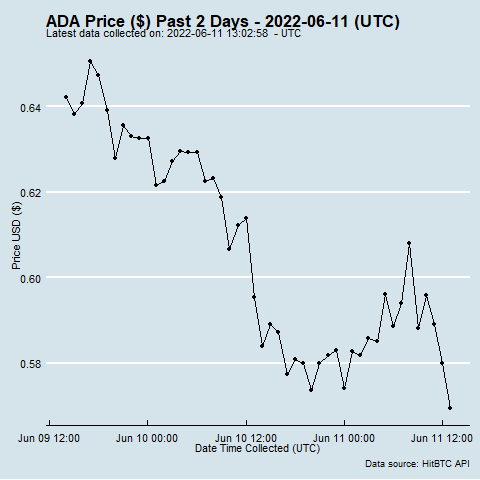 ADA Price ($) Past 2 Days - 2022-06-11 (UTC)
Latest data collected on: 2022-06-11 13:02:58 - UTC
Price USD ($)
0.64
0.62
0.60
0.58
Jun 09 12:00 Jun 10 00:00 Jun 10 12:00 Jun 11 00:00 Jun 11 12:00
Date Time Collected (UTC)
Data source: HitBTC API